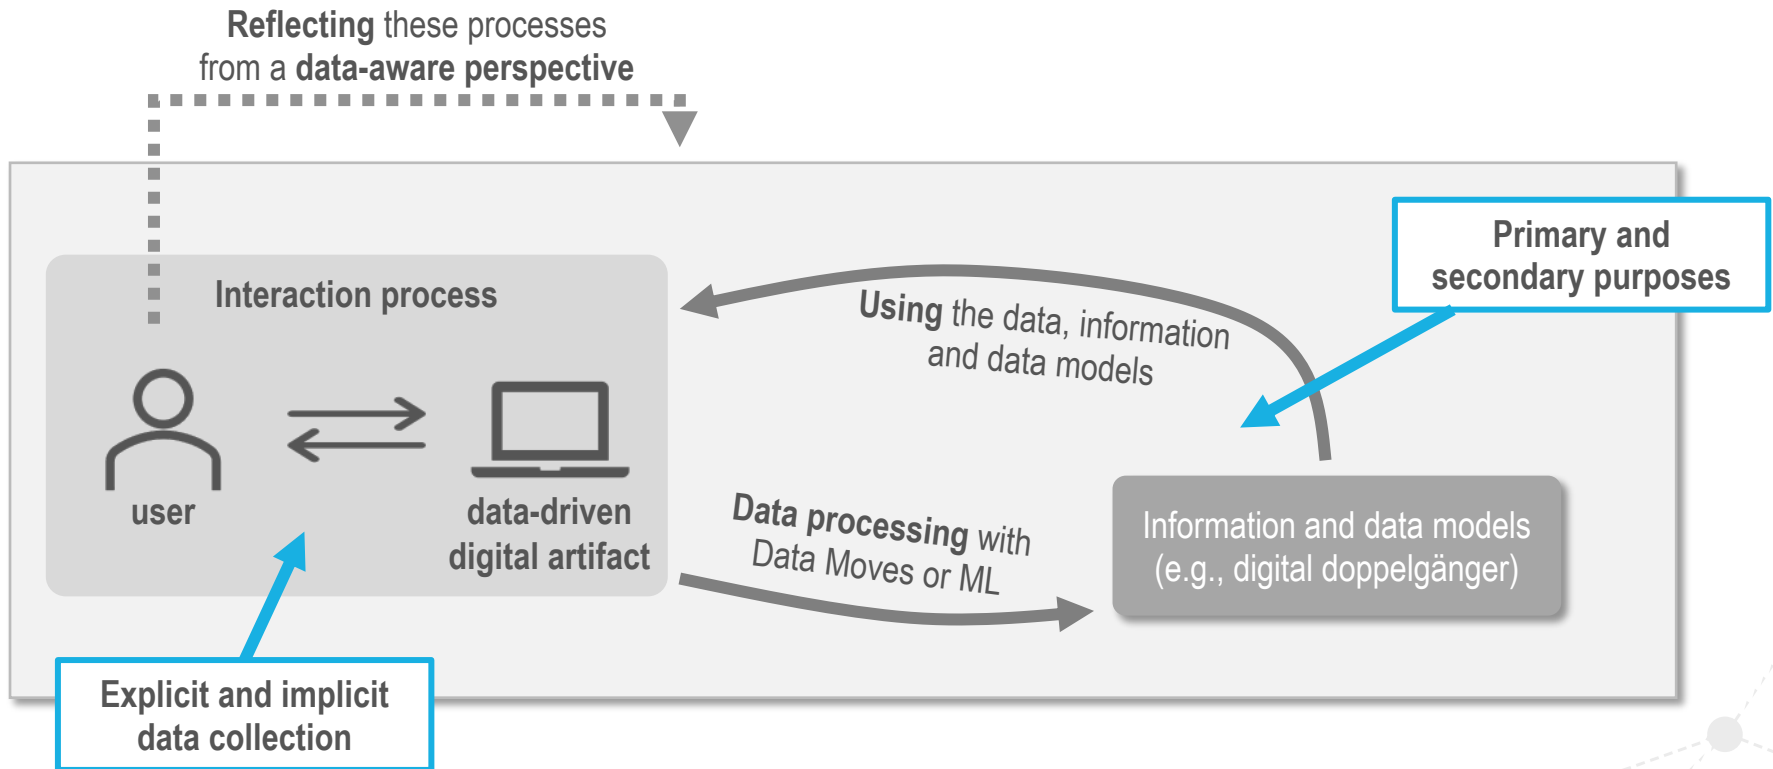 Reflecting these processes
from a data-aware perspective
Primary and
secondary purposes
Interaction process
Using the data, information
and data models
user
data-driven
digital artifact
Data processing with
Data Moves or ML
Information and data models
(e.g., digital doppelgänger)
Explicit and implicit
data collection